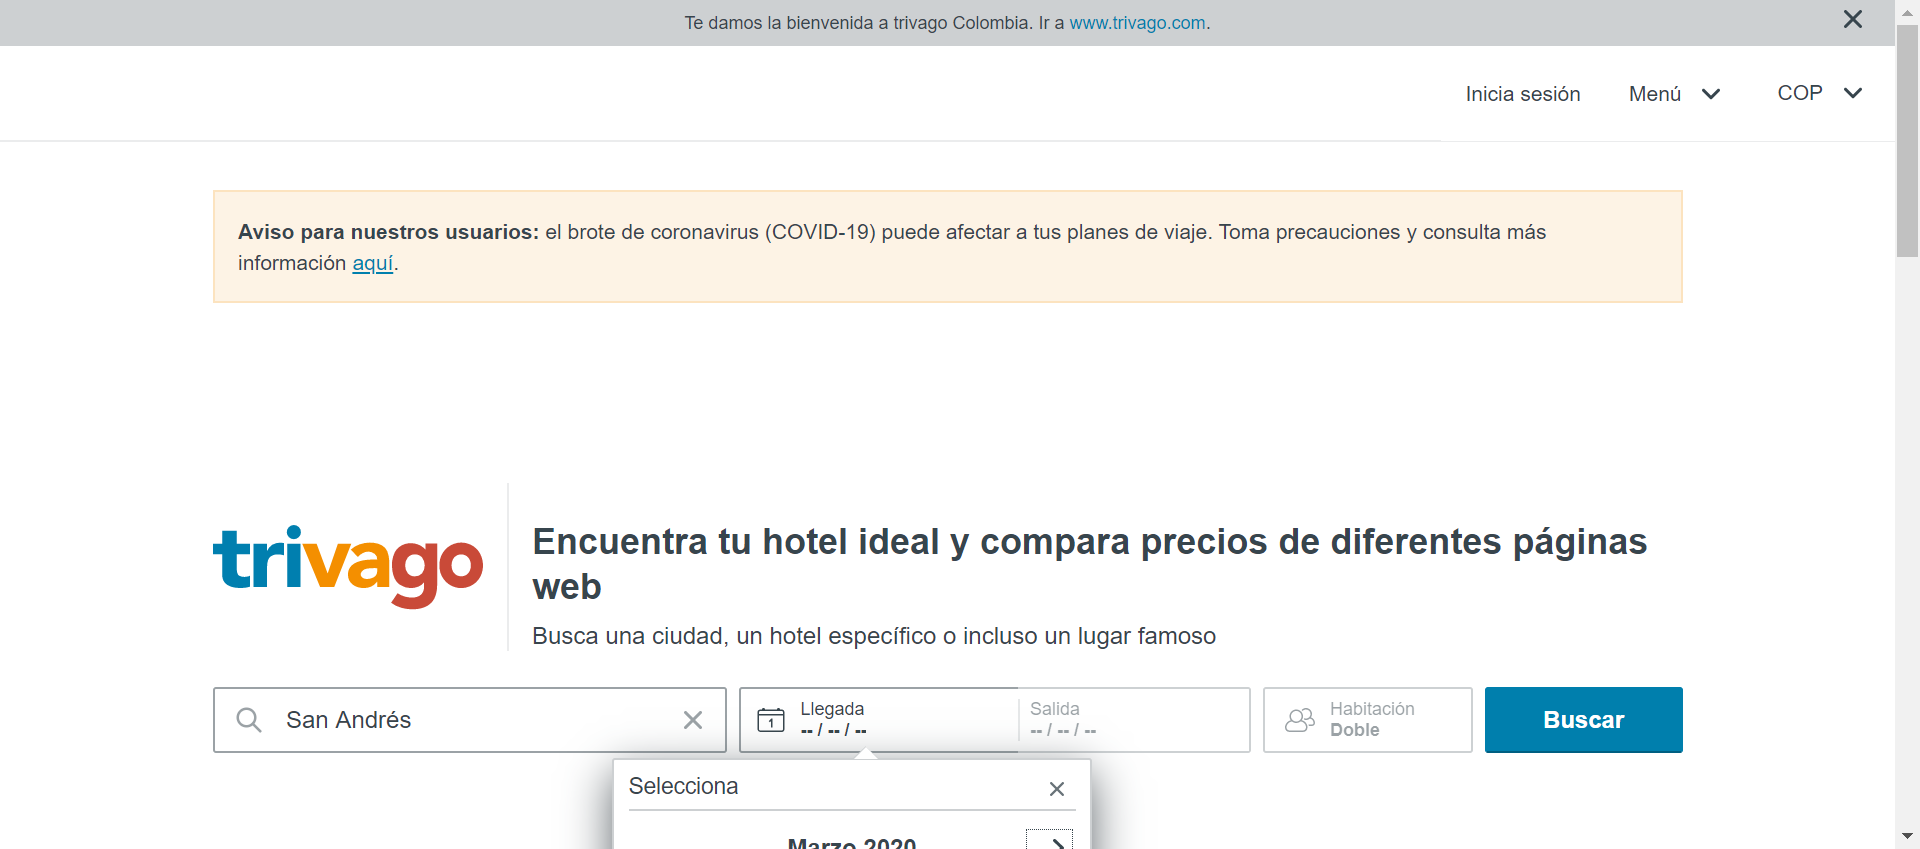 Te damos la bienvenida a trivago Colombia. Ir a www.trivago.com.
Inicia sesión
Menú
COP
Aviso para nuestros usuarios: el brote de coronavirus (COVID-19) puede afectar a tus planes de viaje. Toma precauciones y consulta más
información aquí.
trivago
Encuentra tu hotel ideal y compara precios de diferentes páginas
web
Busca una ciudad, un hotel específico o incluso un lugar famoso
San Andrés
1
Llegada
-- / -- / --
Salida
-- / -- / --
Habitación
Doble
Buscar
Selecciona
Marzo 2020